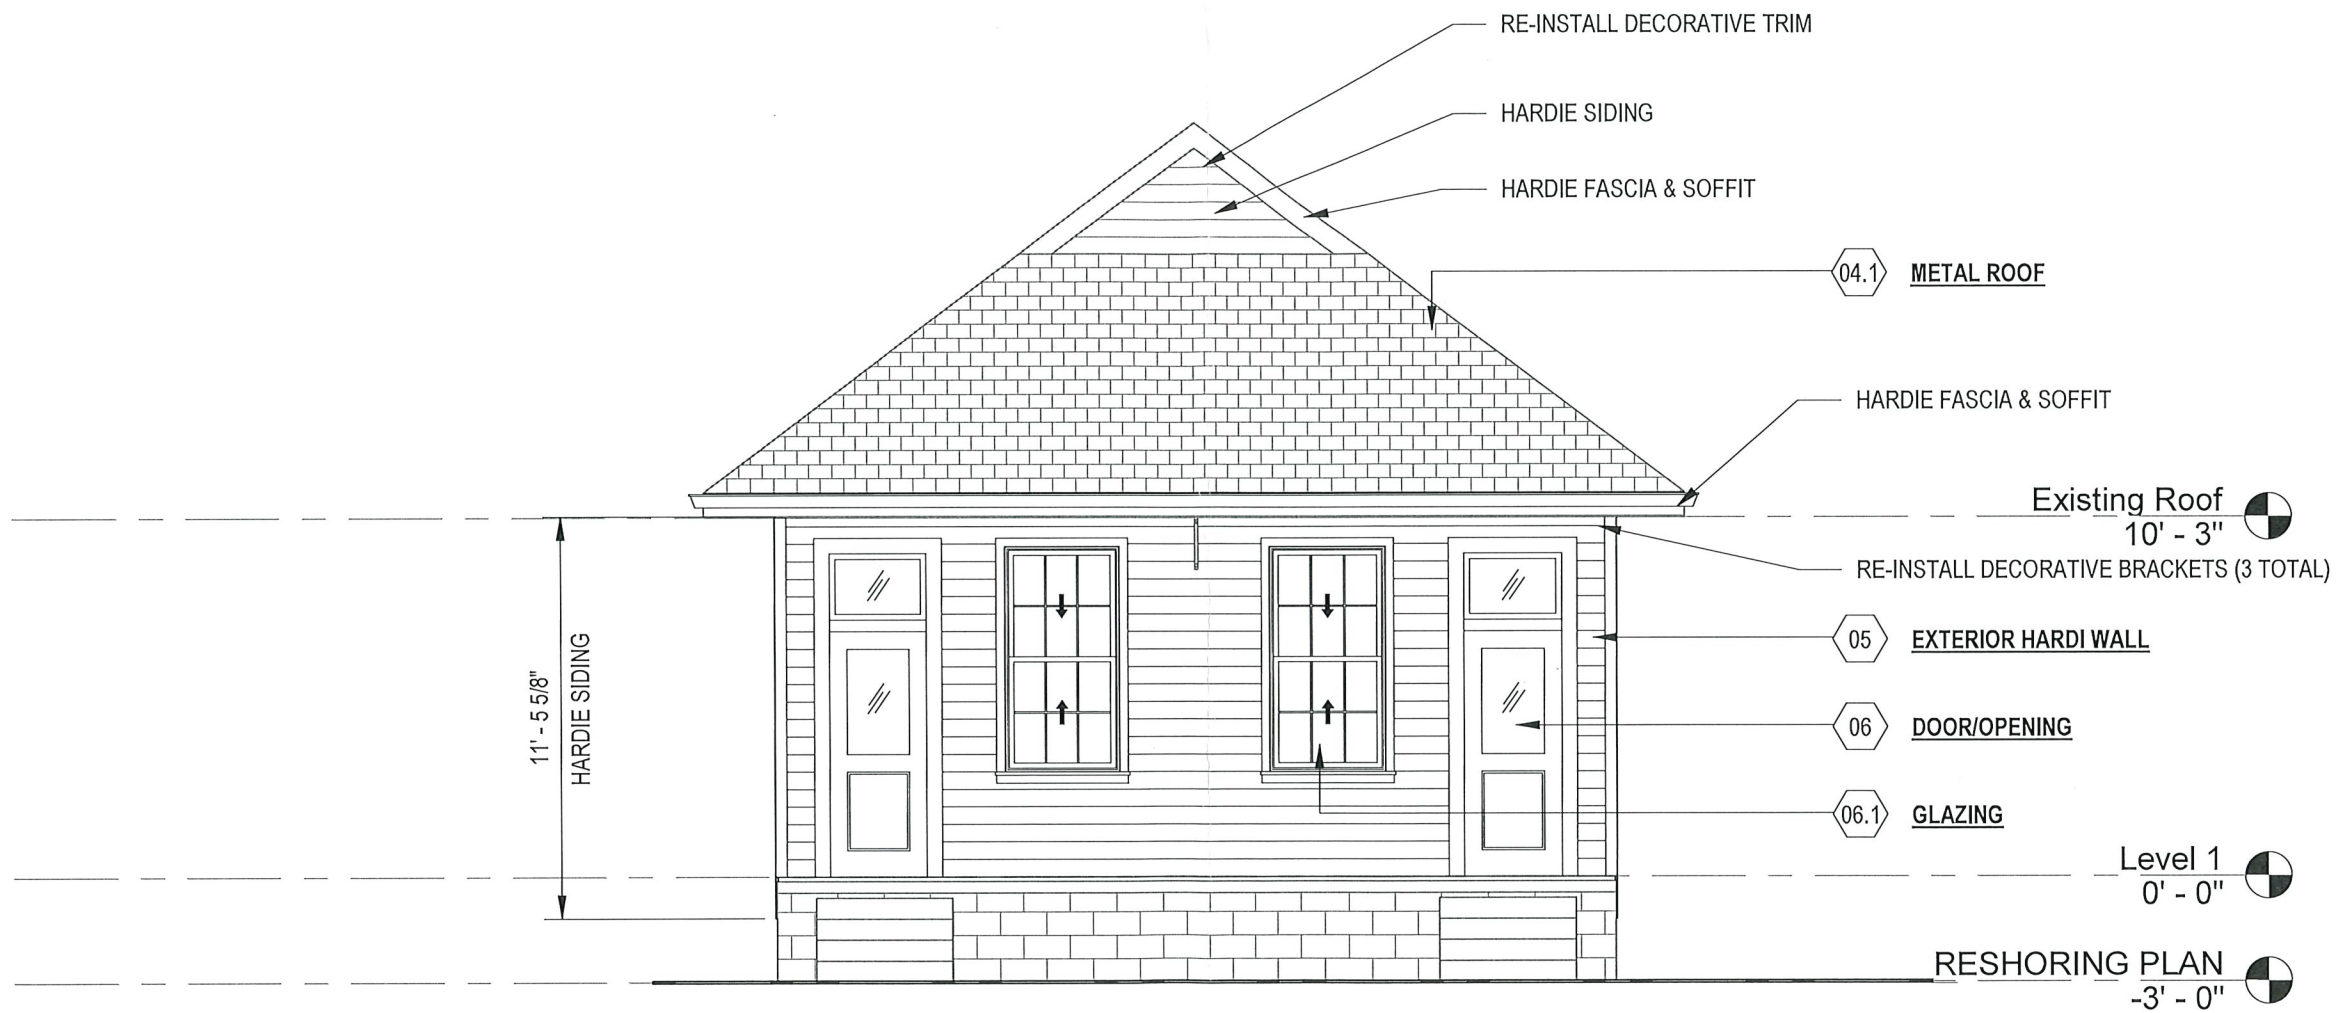 RE-INSTALL DECORATIVE TRIM
HARDIE SIDING
HARDIE FASCIA & SOFFIT
04.1 METAL ROOF
HARDIE FASCIA & SOFFIT
Existing Roof
10' - 3"
RE-INSTALL DECORATIVE BRACKETS (3 TOTAL)
05 EXTERIOR HARDI WALL
11' - 5 5/8"
HARDIE SIDING
06 DOOR/OPENING
06.1 GLAZING
Level 1
0' - 0"
RESHORING PLAN
-3' - 0"